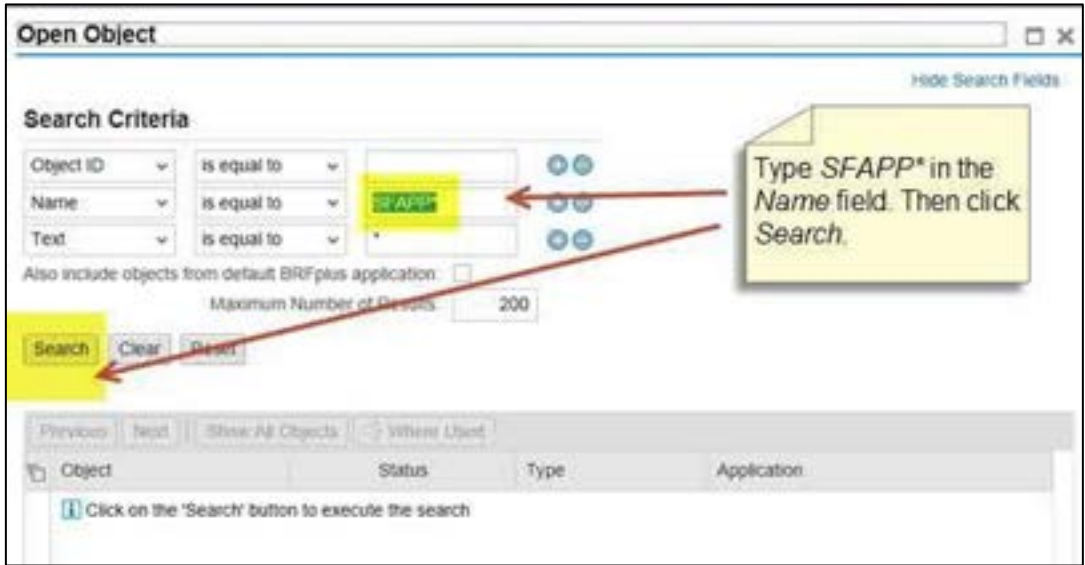 Open Object
Hide Search Fields
Search Criteria
Object ID is equal to
Name is equal to SFAPP*
Text is equal to *
Also include objects from default BRFplus application
Maximum Number of Results 200
Search Clear Reset
Type SFAPP* in the
Name field. Then click
Search.
Previous Next Show All Objects Where Used
Object Status Type Application
Click on the 'Search' button to execute the search